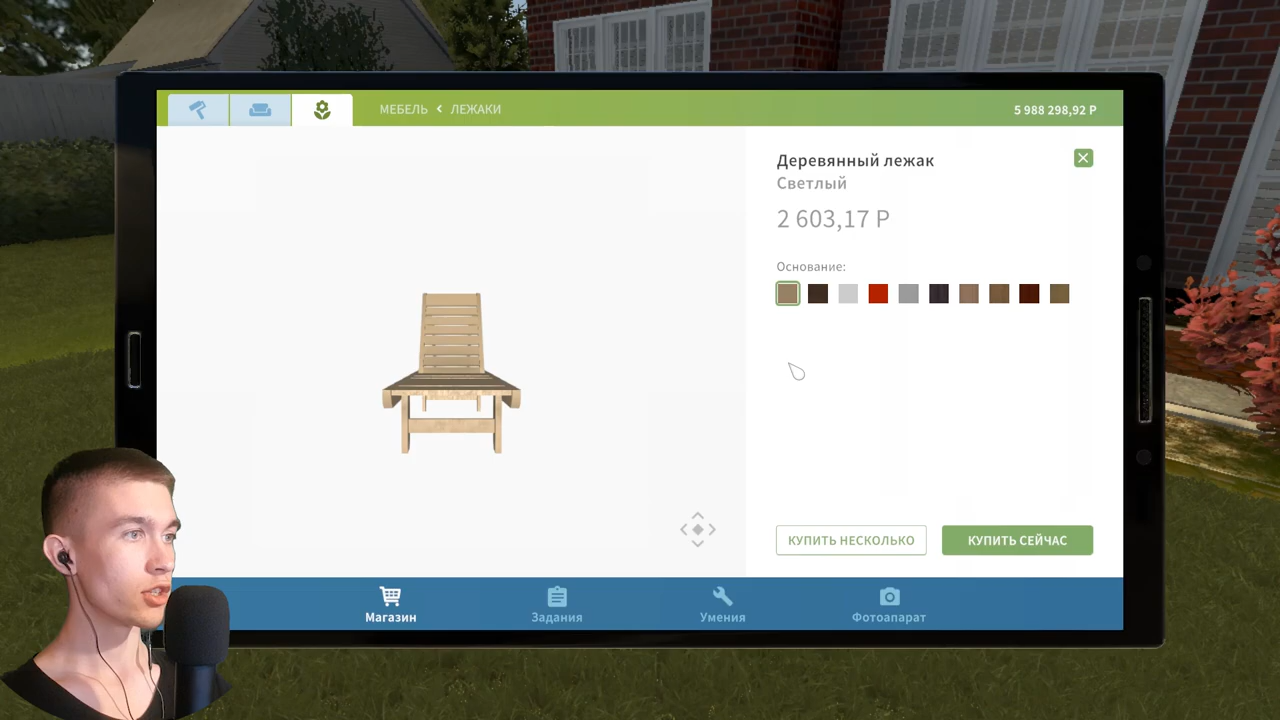 МЕБЕЛЬ < ЛЕЖАКИ
5 988 298,92 Р
Деревянный лежак
Светлый
2 603,17 Р
Основание:
КУПИТЬ НЕСКОЛЬКО
КУПИТЬ СЕЙЧАС
Магазин
Задания
Умения
Фотоаппарат